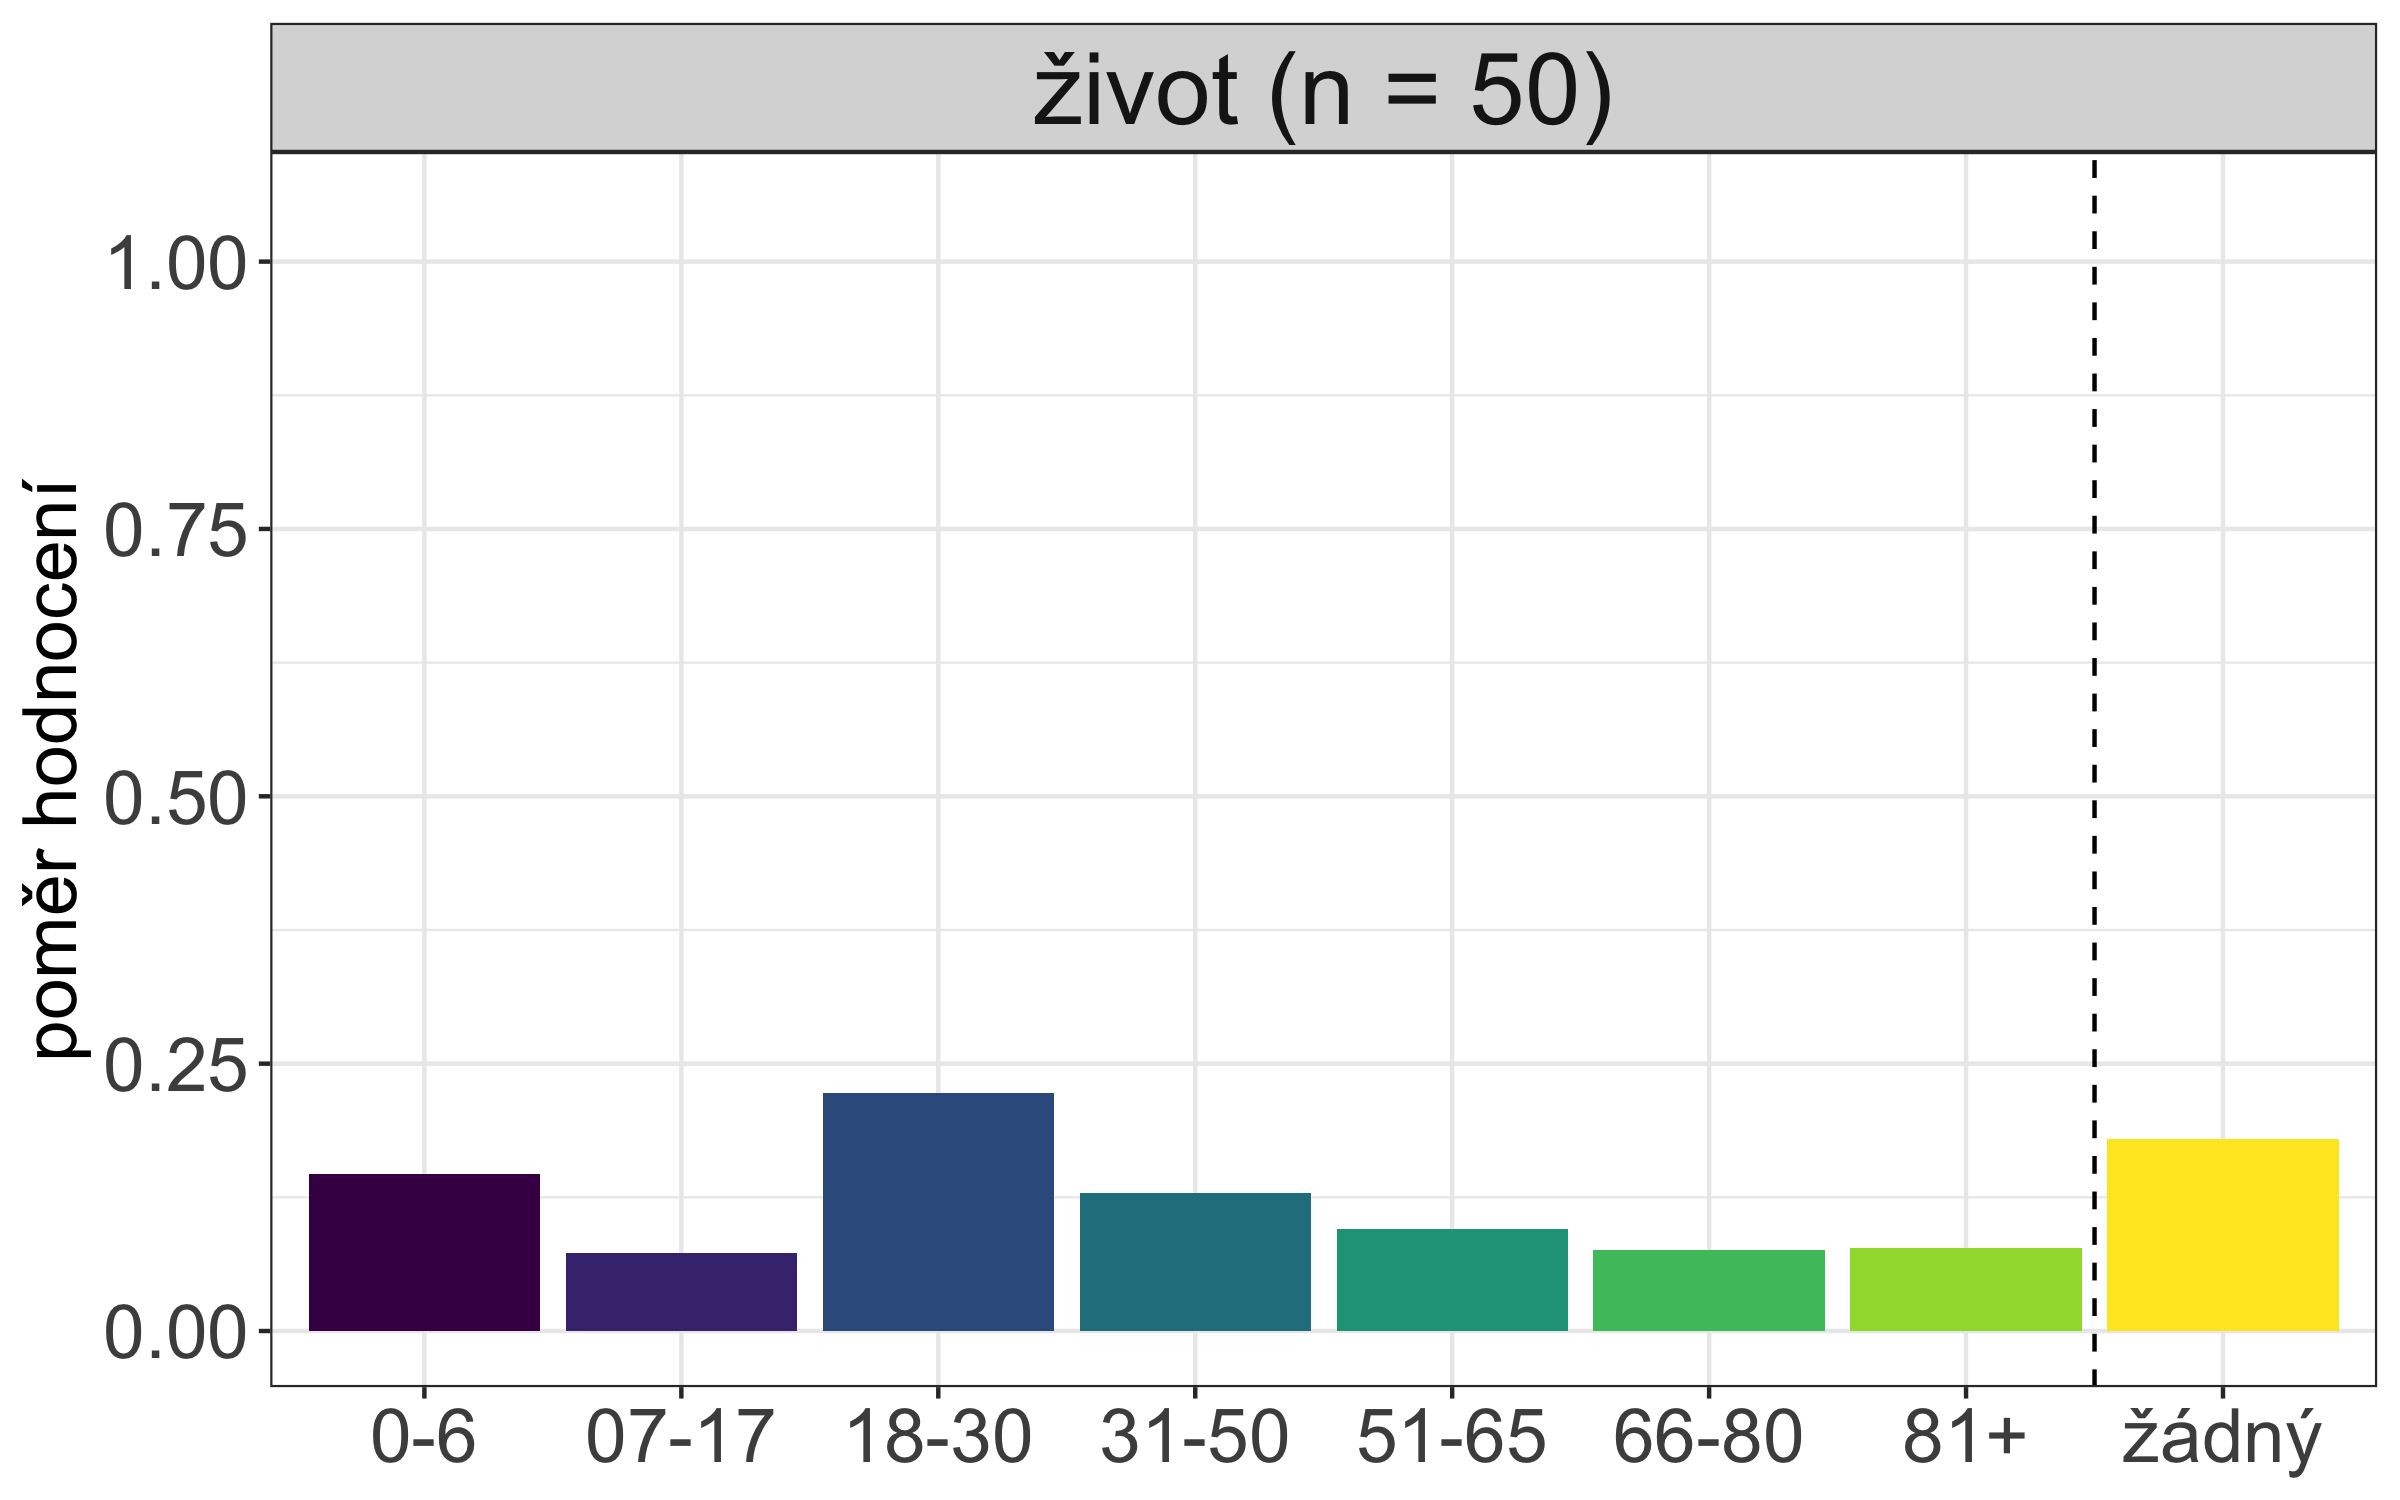 život (n = 50)
poměr hodnocení
1.00
0.75
0.50
0.25
0.00
0-6 07-17 18-30 31-50 51-65 66-80 81+ žádný